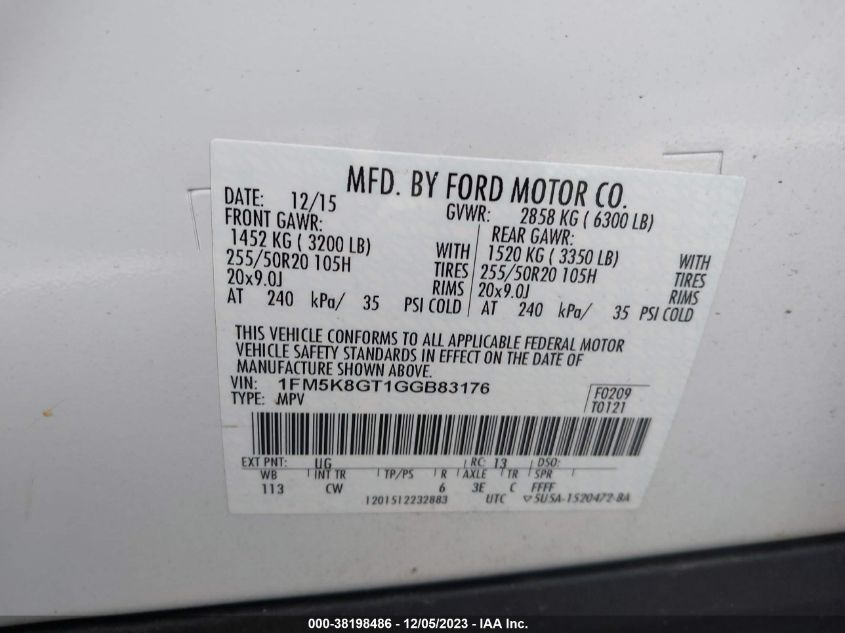 MFD. BY FORD MOTOR CO.
DATE: 12/15 GVWR: 2858 KG ( 6300 LB)
FRONT GAWR: REAR GAWR:
1452 KG ( 3200 LB) WITH 1520 KG ( 3350 LB) WITH
255/50R20 105H TIRES 255/50R20 105H TIRES
20x9.0J RIMS 20x9.0J RIMS
AT 240 kPa/ 35 PSI COLD AT 240 kPa/ 35 PSI COLD
THIS VEHICLE CONFORMS TO ALL APPLICABLE FEDERAL MOTOR
VEHICLE SAFETY STANDARDS IN EFFECT ON THE DATE OF
MANUFACTURE SHOWN ABOVE.
VIN: 1FM5K8GT1GGB83176 F0209
TYPE: MPV T0121
EXT PNT: UG RC: 13 DSO:
WB INT TR TP/PS R AXLE TR SPR
113 CW 6 3E C FFFF
1201512232883 UTC ▽5U5A-1520472-BA
000-38198486 - 12/05/2023 - IAA Inc.